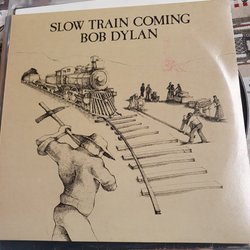 SLOW TRAIN COMING
BOB DYLAN